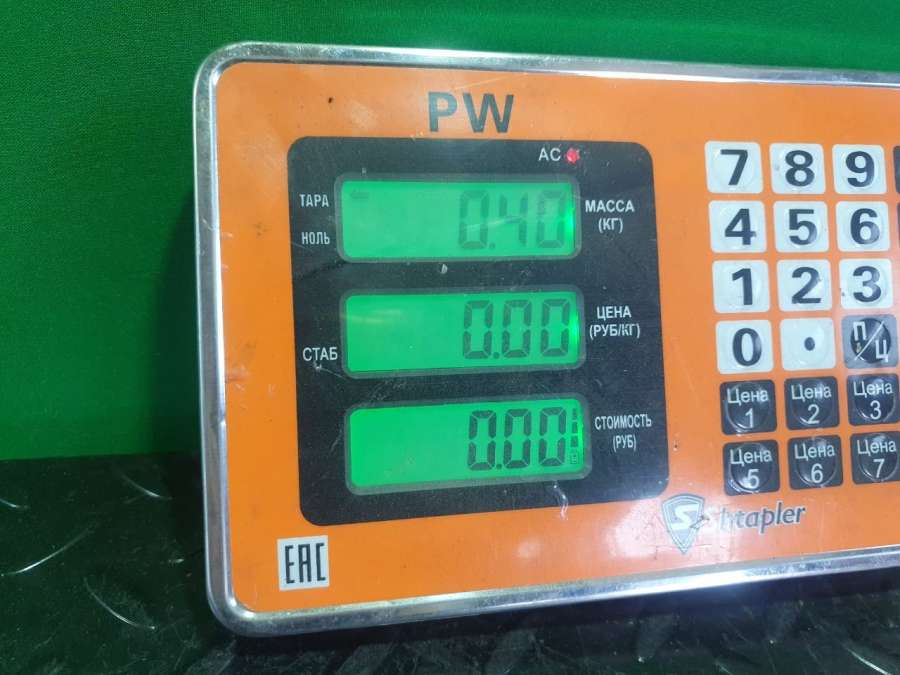 PW
AC
ТАРА
НОЛЬ
0.40
МАССА
(КГ)
СТАБ
0.00
ЦЕНА
(РУБ/КГ)
0.00
СТОИМОСТЬ
(РУБ)
7 8 9
4 5 6
1 2 3
0 . П/Ц
Цена 1 Цена 2 Цена 3
Цена 5 Цена 6 Цена 7
Shtapler
EAC